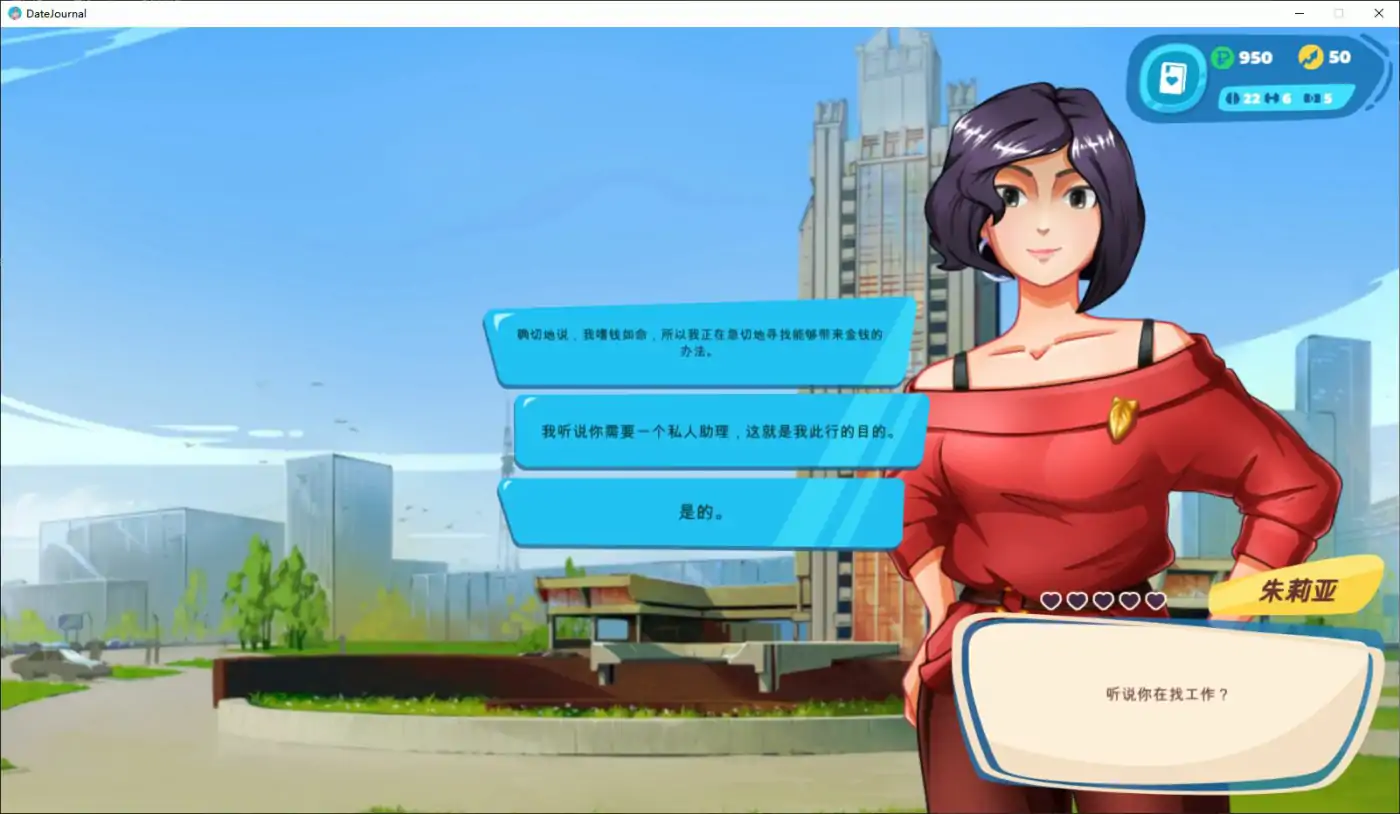 DateJournal
950
50
22
6
5
确切地说，我嗜钱如命，所以我正在急切地寻找能够带来金钱的
办法。
我听说你需要一个私人助理，这就是我此行的目的。
是的。
朱莉亚
听说你在找工作？